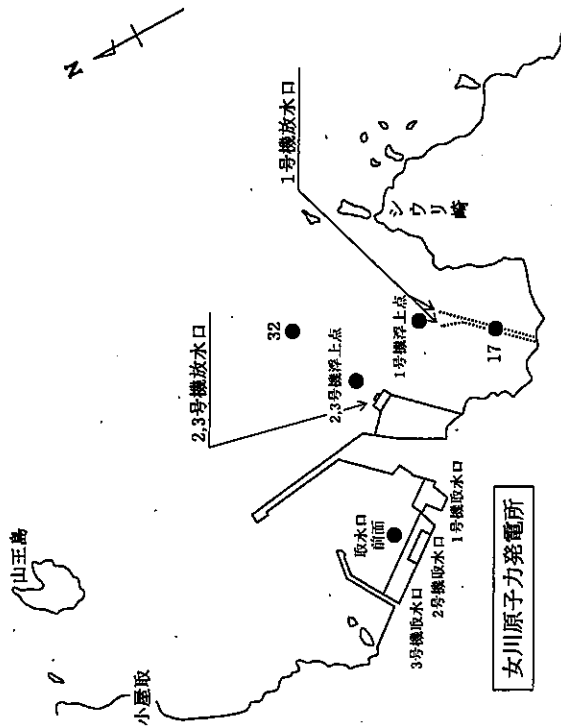 N
1号機放水口
2,3号機放水口
山王島
小屋取
シウリ崎
32
1号機浮上点
2,3号機浮上点
17
取水口
前面
1号機取水口
2号機取水口
3号機取水口
女川原子力発電所